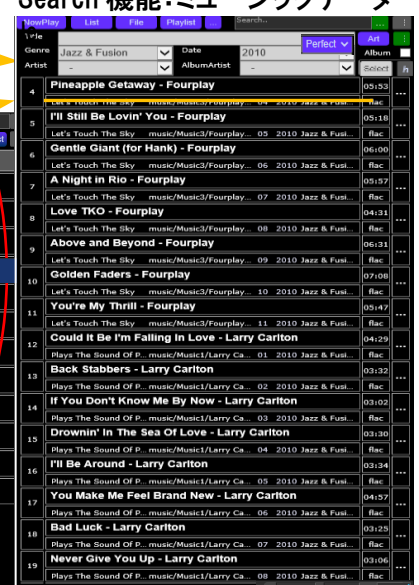 Search 機能:ミュージックデータ
NowPlay List File Playlist ... Search.. ...
Title Perfect Art
Genre Jazz & Fusion Date 2010 Album
Artist - AlbumArtist - Select h
4 Pineapple Getaway - Fourplay 05:53 ...
Let's Touch The Sky music/Music3/Fourplay... 04 2010 Jazz & Fusi... flac
5 I'll Still Be Lovin' You - Fourplay 05:18 ...
Let's Touch The Sky music/Music3/Fourplay... 05 2010 Jazz & Fusi... flac
6 Gentle Giant (for Hank) - Fourplay 06:00 ...
Let's Touch The Sky music/Music3/Fourplay... 06 2010 Jazz & Fusi... flac
7 A Night in Rio - Fourplay 05:57 ...
Let's Touch The Sky music/Music3/Fourplay... 07 2010 Jazz & Fusi... flac
8 Love TKO - Fourplay 04:31 ...
Let's Touch The Sky music/Music3/Fourplay... 08 2010 Jazz & Fusi... flac
9 Above and Beyond - Fourplay 06:31 ...
Let's Touch The Sky music/Music3/Fourplay... 09 2010 Jazz & Fusi... flac
10 Golden Faders - Fourplay 07:08 ...
Let's Touch The Sky music/Music3/Fourplay... 10 2010 Jazz & Fusi... flac
11 You're My Thrill - Fourplay 05:47 ...
Let's Touch The Sky music/Music3/Fourplay... 11 2010 Jazz & Fusi... flac
12 Could It Be I'm Falling In Love - Larry Carlton 04:29 ...
Plays The Sound Of P... music/Music1/Larry Ca... 01 2010 Jazz & Fusi... flac
13 Back Stabbers - Larry Carlton 03:32 ...
Plays The Sound Of P... music/Music1/Larry Ca... 02 2010 Jazz & Fusi... flac
14 If You Don't Know Me By Now - Larry Carlton 03:02 ...
Plays The Sound Of P... music/Music1/Larry Ca... 03 2010 Jazz & Fusi... flac
15 Drownin' In The Sea Of Love - Larry Carlton 03:30 ...
Plays The Sound Of P... music/Music1/Larry Ca... 04 2010 Jazz & Fusi... flac
16 I'll Be Around - Larry Carlton 03:34 ...
Plays The Sound Of P... music/Music1/Larry Ca... 05 2010 Jazz & Fusi... flac
17 You Make Me Feel Brand New - Larry Carlton 04:57 ...
Plays The Sound Of P... music/Music1/Larry Ca... 06 2010 Jazz & Fusi... flac
18 Bad Luck - Larry Carlton 03:25 ...
Plays The Sound Of P... music/Music1/Larry Ca... 07 2010 Jazz & Fusi... flac
19 Never Give You Up - Larry Carlton 03:06 ...
Plays The Sound Of P... music/Music1/Larry Ca... 08 2010 Jazz & Fusi... flac